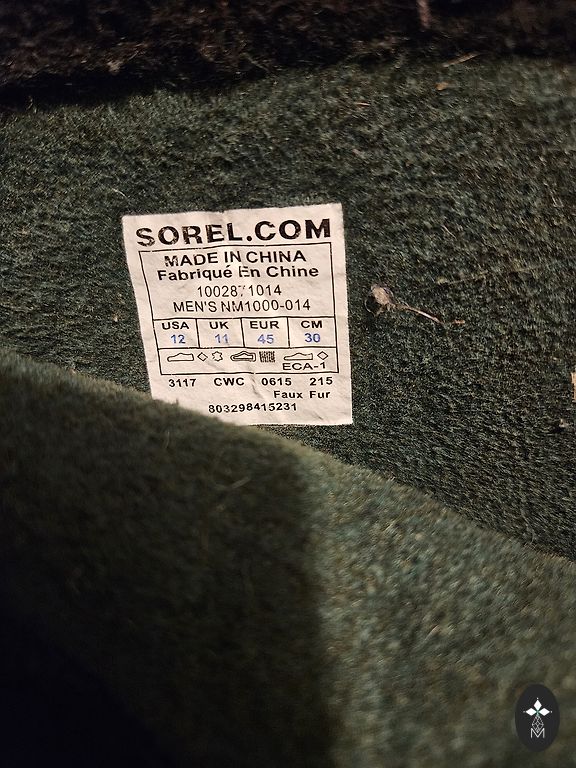 SOREL.COM
MADE IN CHINA
Fabriqué En Chine
1002871014
MEN'S NM1000-014
USA UK EUR CM
12 11 45 30
ECA-1
3117 CWC 0615 215
Faux Fur
803298415231
M